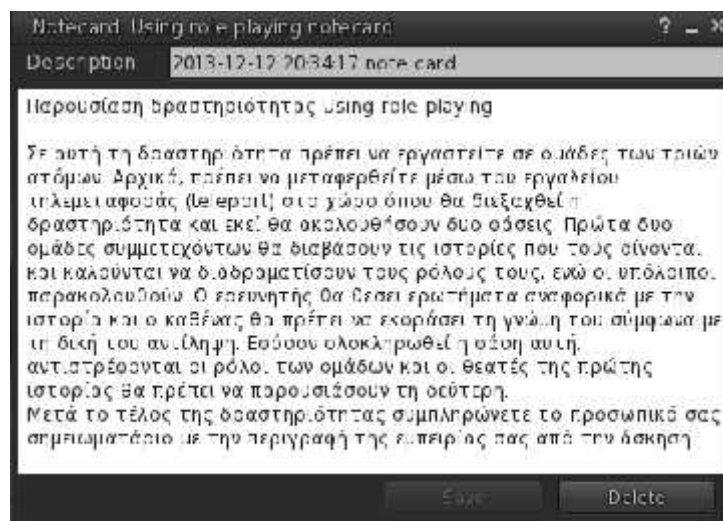 Notecard: Using role playing notecard
Description 2013-12-12 20:34:17 note card
Παρουσίαση δραστηριότητας using role playing
Σε αυτή τη δραστηριότητα πρέπει να εργαστείτε σε ομάδες των τριών
ατόμων. Αρχικά, πρέπει να μεταφερθείτε μέσω του εργαλείου
τηλεμεταφοράς (teleport) στο χώρο όπου θα διεξαχθεί η
δραστηριότητα και εκεί θα ακολουθήσουν δυο φάσεις. Πρώτα δυο
ομάδες συμμετεχόντων θα διαβάσουν τις ιστορίες που τους δίνονται
και καλούνται να διαδραματίσουν τους ρόλους τους, ενώ οι υπόλοιποι
παρακολουθούν. Ο ερευνητής θα θέσει ερωτήματα αναφορικά με την
ιστορία και ο καθένας θα πρέπει να εκφράσει τη γνώμη του σύμφωνα με
τη δική του αντίληψη. Εφόσον ολοκληρωθεί η φάση αυτή,
αντιστρέφονται οι ρόλοι των ομάδων και οι θεατές της πρώτης
ιστορίας θα πρέπει να παρουσιάσουν τη δεύτερη.
Μετά το τέλος της δραστηριότητας συμπληρώνετε το προσωπικό σας
σημειωματάριο με την περιγραφή της εμπειρίας σας από την άσκηση
Save Delete